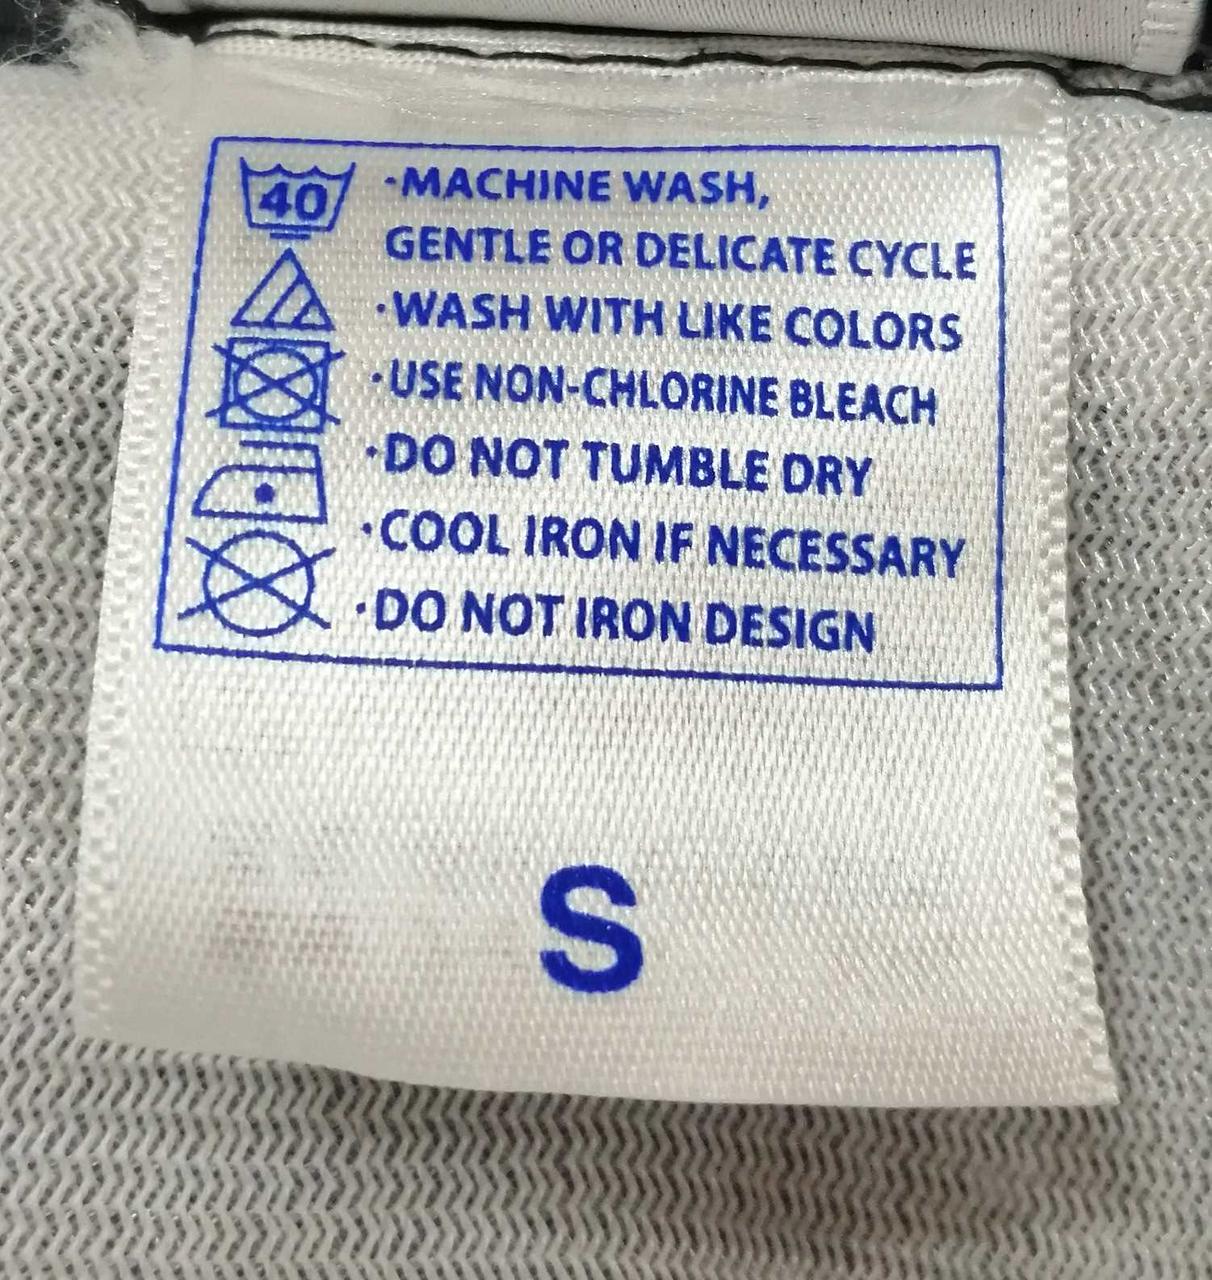 40
·MACHINE WASH,
GENTLE OR DELICATE CYCLE
·WASH WITH LIKE COLORS
·USE NON-CHLORINE BLEACH
·DO NOT TUMBLE DRY
·COOL IRON IF NECESSARY
·DO NOT IRON DESIGN
S